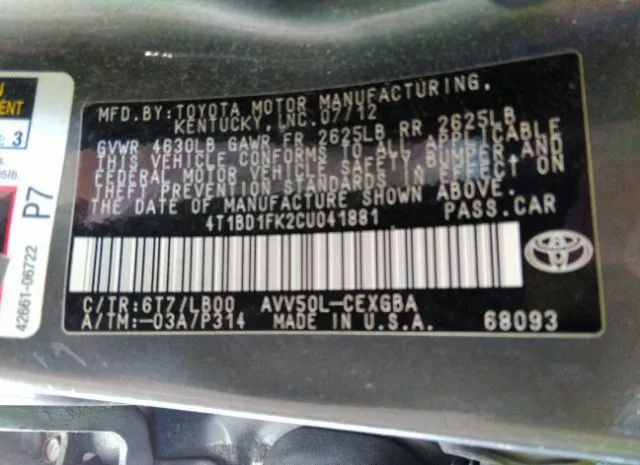 MFD.BY:TOYOTA MOTOR MANUFACTURING,
KENTUCKY, INC.07/12
GVWR 4630LB GAWR FR 2625LB RR 2625LB
THIS VEHICLE CONFORMS TO ALL APPLICABLE
FEDERAL MOTOR VEHICLE SAFETY BUMPER, AND
THEFT PREVENTION STANDARDS IN EFFECT ON
THE DATE OF MANUFACTURE SHOWN ABOVE.
4T1BD1FK2CU041881 PASS.CAR
C/TR:6T7/LB00 AVV50L-CEXGBA
A/TM:-03A/P314 MADE IN U.S.A. 68093
: 3
P7
42661-06722